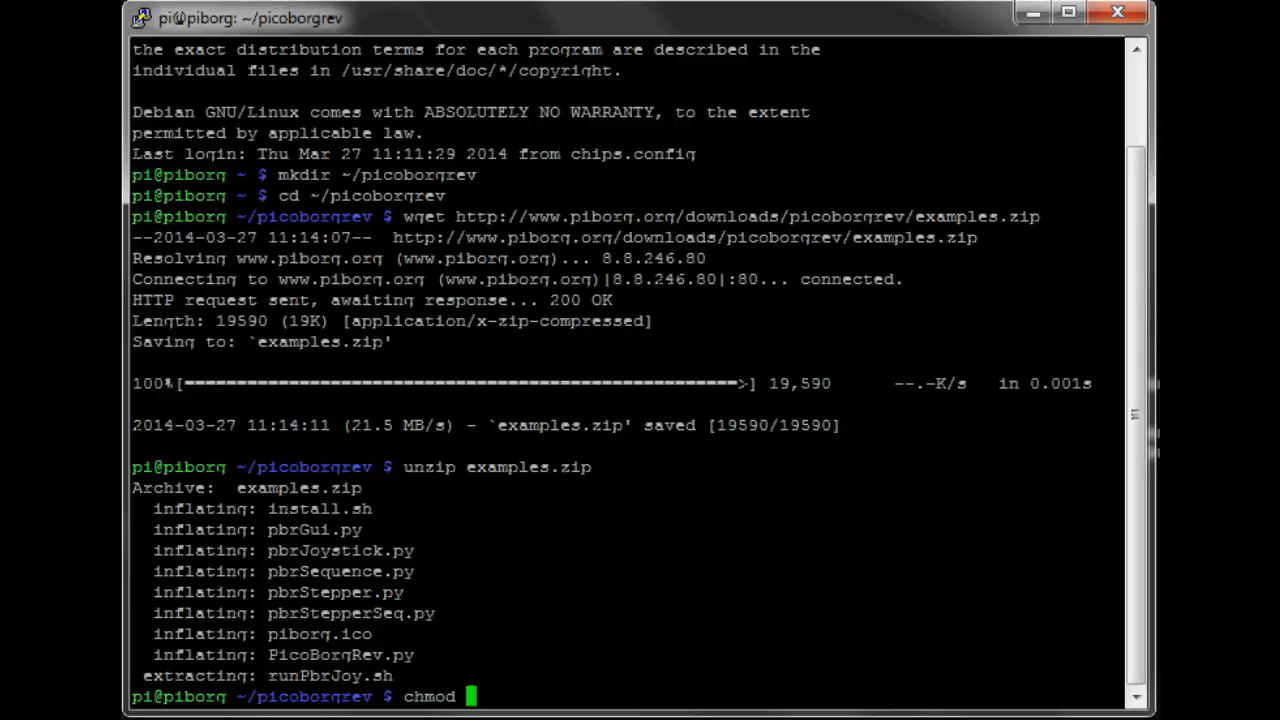 pi@piborg: ~/picoborgrev
the exact distribution terms for each program are described in the
individual files in /usr/share/doc/*/copyright.
Debian GNU/Linux comes with ABSOLUTELY NO WARRANTY, to the extent
permitted by applicable law.
Last login: Thu Mar 27 11:11:29 2014 from chips.config
pi@piborg ~ $ mkdir ~/picoborgrev
pi@piborg ~ $ cd ~/picoborgrev
pi@piborg ~/picoborgrev $ wget http://www.piborg.org/downloads/picoborgrev/examples.zip
--2014-03-27 11:14:07-- http://www.piborg.org/downloads/picoborgrev/examples.zip
Resolving www.piborg.org (www.piborg.org)... 8.8.246.80
Connecting to www.piborg.org (www.piborg.org)|8.8.246.80|:80... connected.
HTTP request sent, awaiting response... 200 OK
Length: 19590 (19K) [application/x-zip-compressed]
Saving to: `examples.zip'
100%[======================================================>] 19,590 --.-K/s in 0.001s
2014-03-27 11:14:11 (21.5 MB/s) - `examples.zip' saved [19590/19590]
pi@piborg ~/picoborgrev $ unzip examples.zip
Archive: examples.zip
inflating: install.sh
inflating: pbrGui.py
inflating: pbrJoystick.py
inflating: pbrSequence.py
inflating: pbrStepper.py
inflating: pbrStepperSeq.py
inflating: piborg.ico
inflating: PicoBorgRev.py
extracting: runPbrJoy.sh
pi@piborg ~/picoborgrev $ chmod